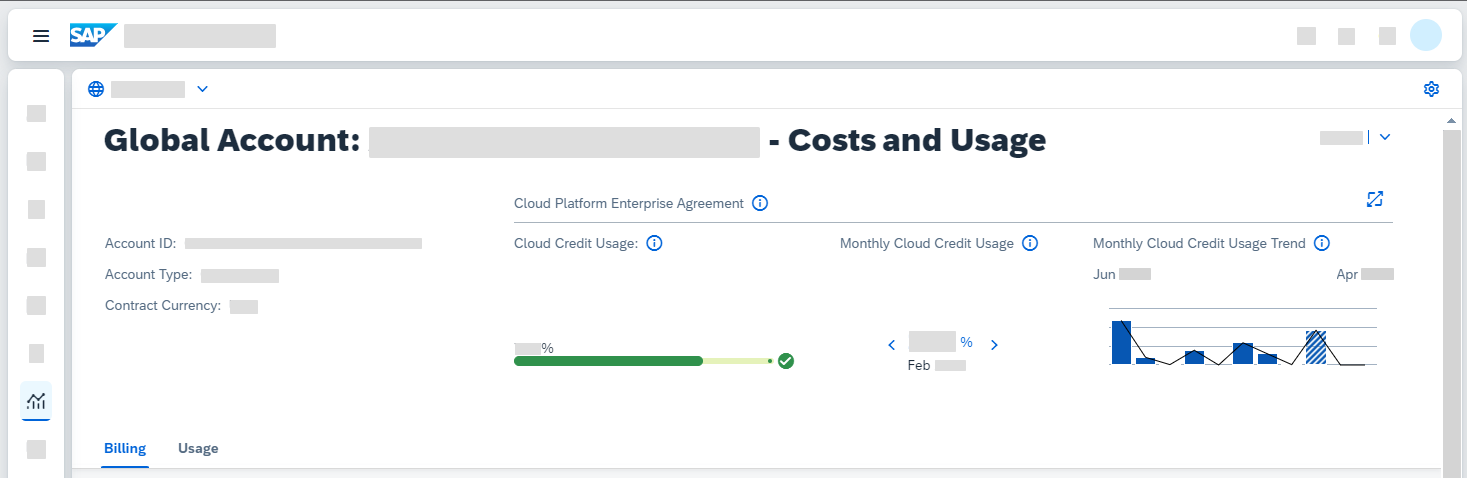 SAP
Global Account: - Costs and Usage
Cloud Platform Enterprise Agreement
Account ID:
Cloud Credit Usage:
Monthly Cloud Credit Usage
Monthly Cloud Credit Usage Trend
Account Type:
Jun
Apr
Contract Currency:
%
%
Feb
Billing
Usage